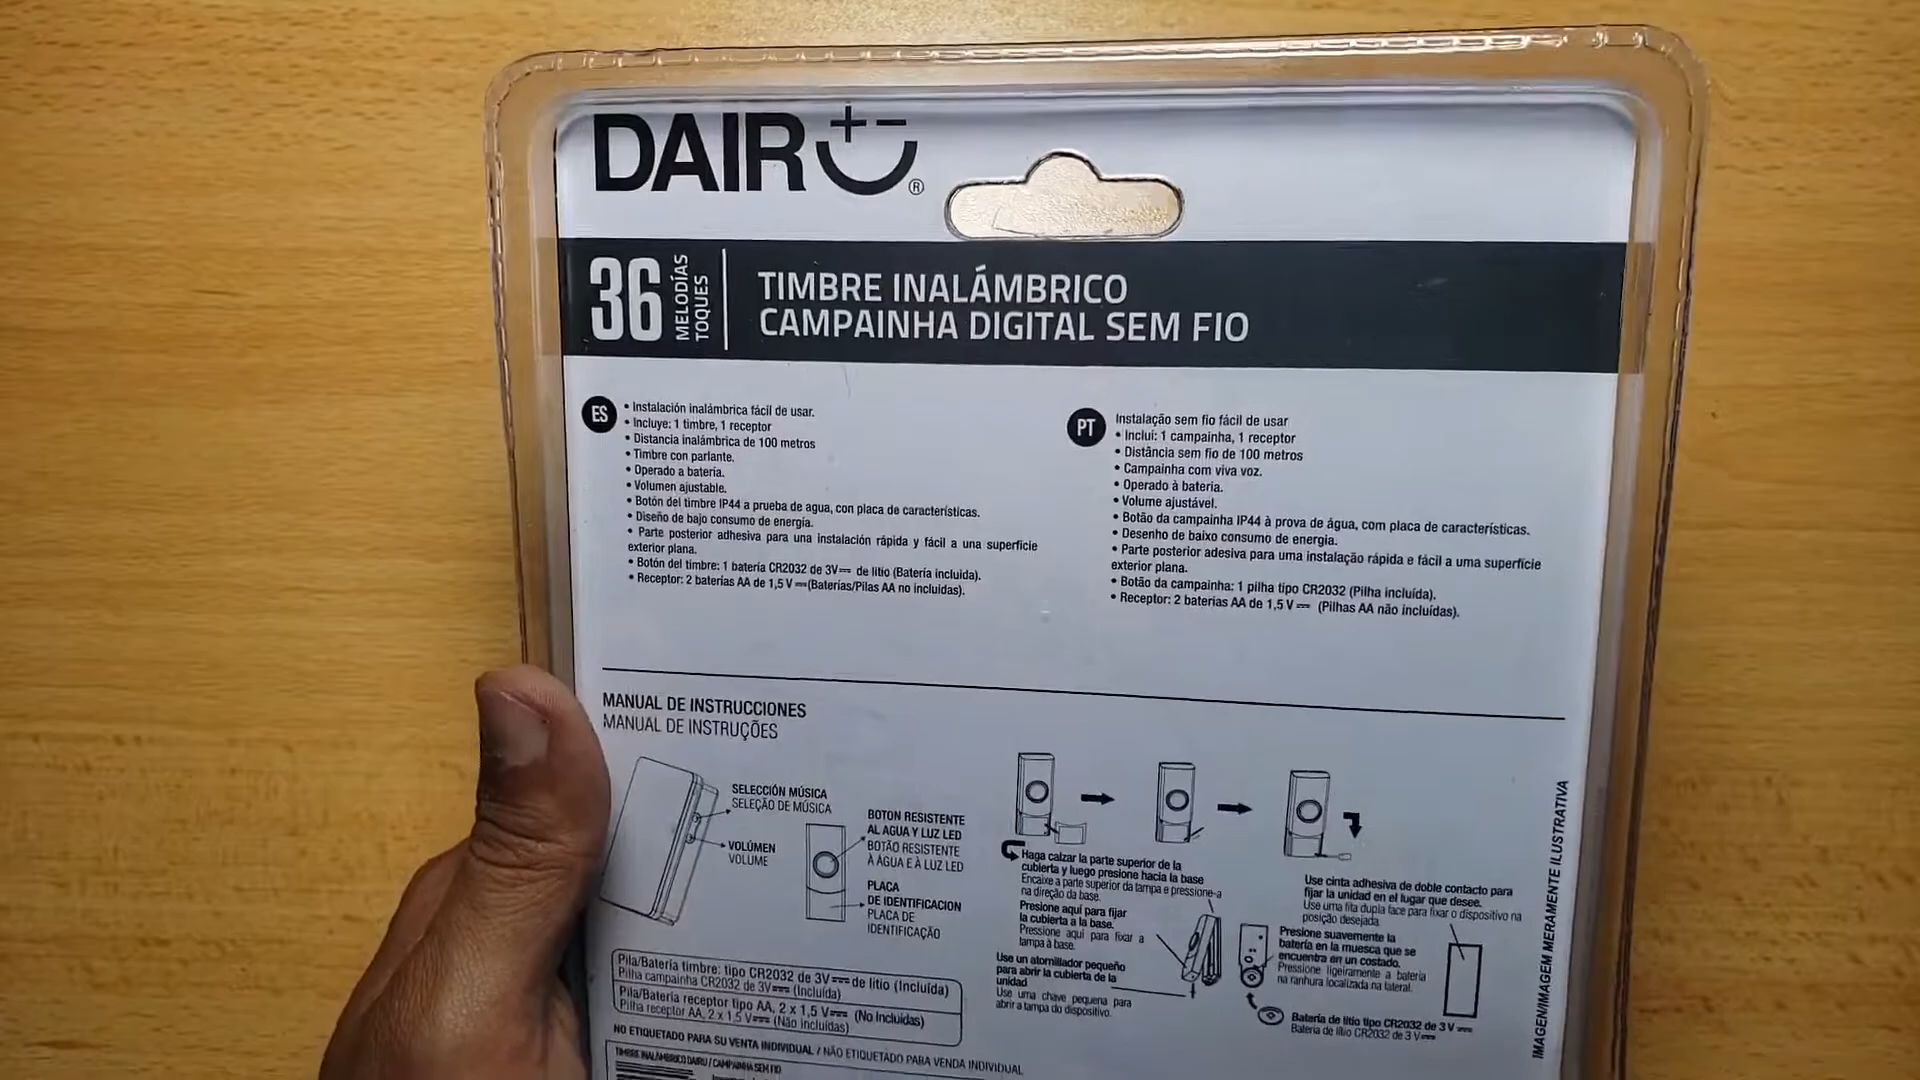 DAIRU®
36
MELODÍAS
TOQUES
TIMBRE INALÁMBRICO
CAMPAINHA DIGITAL SEM FIO
ES
• Instalación inalámbrica fácil de usar.
• Incluye: 1 timbre, 1 receptor
• Distancia inalámbrica de 100 metros
• Timbre con parlante.
• Operado a batería.
• Volumen ajustable.
• Botón del timbre IP44 a prueba de agua, con placa de características.
• Diseño de bajo consumo de energía.
• Parte posterior adhesiva para una instalación rápida y fácil a una superficie
exterior plana.
• Botón del timbre: 1 batería CR2032 de 3V⎓ de litio (Batería incluida).
• Receptor: 2 baterías AA de 1,5 V ⎓(Baterías/Pilas AA no incluidas).
PT
Instalação sem fio fácil de usar
• Incluí: 1 campainha, 1 receptor
• Distância sem fio de 100 metros
• Campainha com viva voz.
• Operado à bateria.
• Volume ajustável.
• Botão da campainha IP44 à prova de água, com placa de características.
• Desenho de baixo consumo de energia.
• Parte posterior adesiva para uma instalação rápida e fácil a uma superfície
exterior plana.
• Botão da campainha: 1 pilha tipo CR2032 (Pilha incluída).
• Receptor: 2 baterías AA de 1,5 V ⎓ (Pilhas AA não incluídas).
MANUAL DE INSTRUCCIONES
MANUAL DE INSTRUÇÕES
SELECCIÓN MÚSICA
SELEÇÃO DE MÚSICA
VOLÚMEN
VOLUME
BOTON RESISTENTE
AL AGUA Y LUZ LED
BOTÃO RESISTENTE
À ÁGUA E À LUZ LED
PLACA
DE IDENTIFICACION
PLACA DE
IDENTIFICAÇÃO
Haga calzar la parte superior de la
cubierta y luego presione hacia la base
Encaixe a parte superior da tampa e pressione-a
na direção da base.
Presione aquí para fijar
la cubierta a la base.
Pressione aqui para fixar a
tampa à base.
Use un atornillador pequeño
para abrir la cubierta de la
unidad
Use uma chave pequena para
abrir a tampa do dispositivo.
Use cinta adhesiva de doble contacto para
fijar la unidad en el lugar que desee.
Use uma fita dupla face para fixar o dispositivo na
posição desejada
Presione suavemente la
batería en la muesca que se
encuentra en un costado.
Pressione ligeiramente a bateria
na ranhura localizada na lateral.
Batería de litio tipo CR2032 de 3 V ⎓
Bateria de lítio CR2032 de 3 V⎓
IMAGEN/IMAGEM MERAMENTE ILUSTRATIVA
Pila/Batería timbre: tipo CR2032 de 3V⎓ de litio (Incluida)
Pilha campainha CR2032 de 3V⎓ (Incluída)
Pila/Batería receptor tipo AA, 2 x 1,5V⎓ (No Incluidas)
Pilha receptor AA, 2 x 1,5 V⎓ (Não incluídas)
NO ETIQUETADO PARA SU VENTA INDIVIDUAL / NÃO ETIQUETADO PARA VENDA INDIVIDUAL
TIMBRE INALÁMBRICO DAIRU / CAMPAINHA SEM FIO